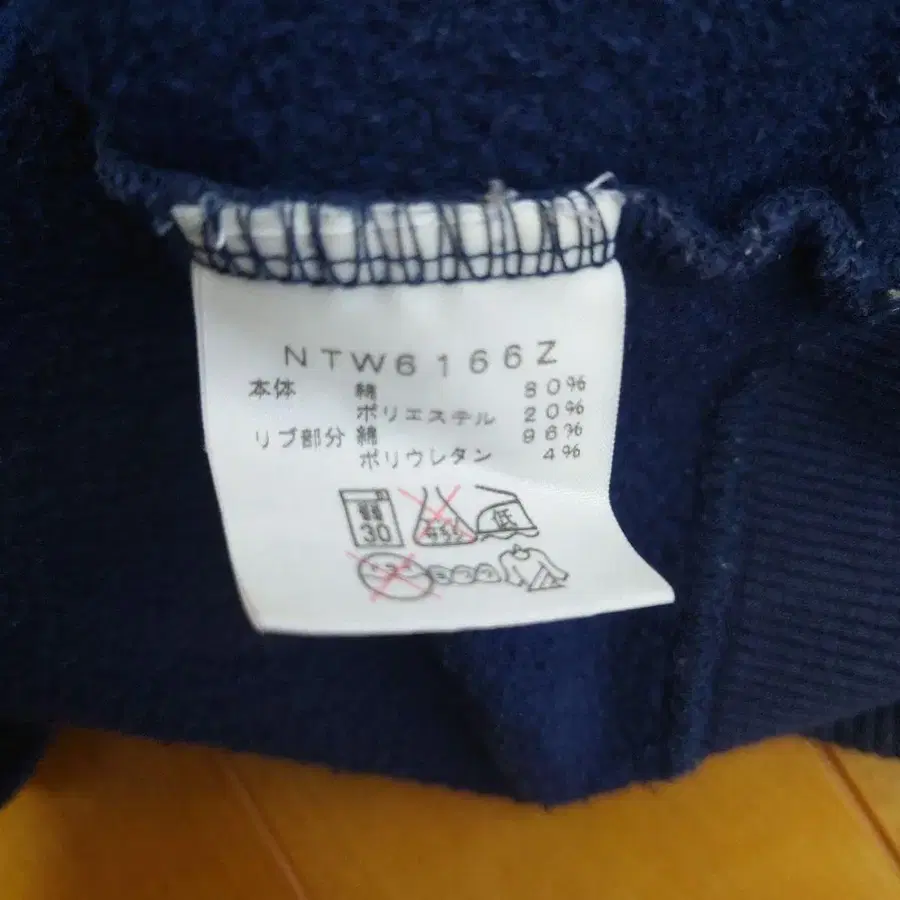 NTW6166Z
本体 綿 80%
ポリエステル 20%
リブ部分 綿 96%
ポリウレタン 4%
30 低